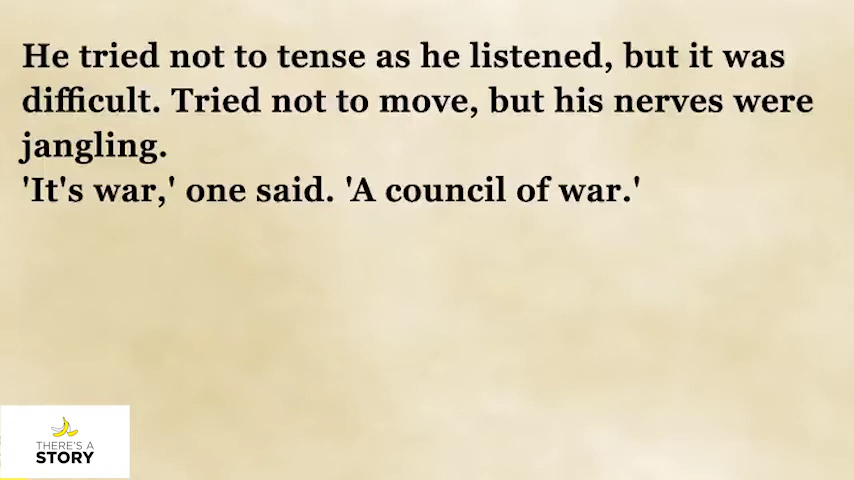 He tried not to tense as he listened, but it was
difficult. Tried not to move, but his nerves were
jangling.
'It's war,' one said. 'A council of war.'
THERE'S A
STORY